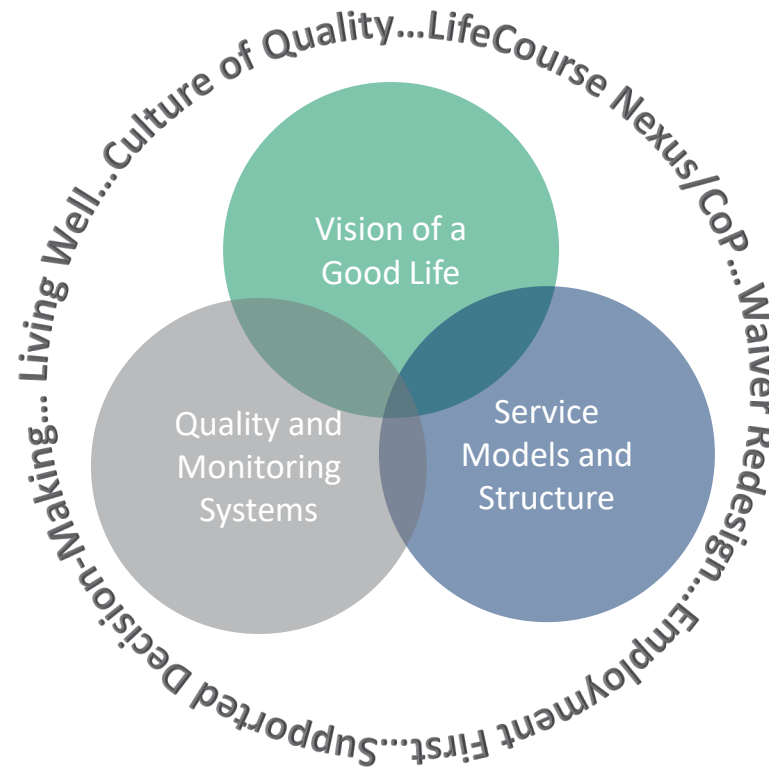 Living Well...Culture of Quality...LifeCourse Nexus/CoP...Waiver Redesign...Employment First....Supported Decision-Making...
Vision of a
Good Life
Quality and
Monitoring
Systems
Service
Models and
Structure